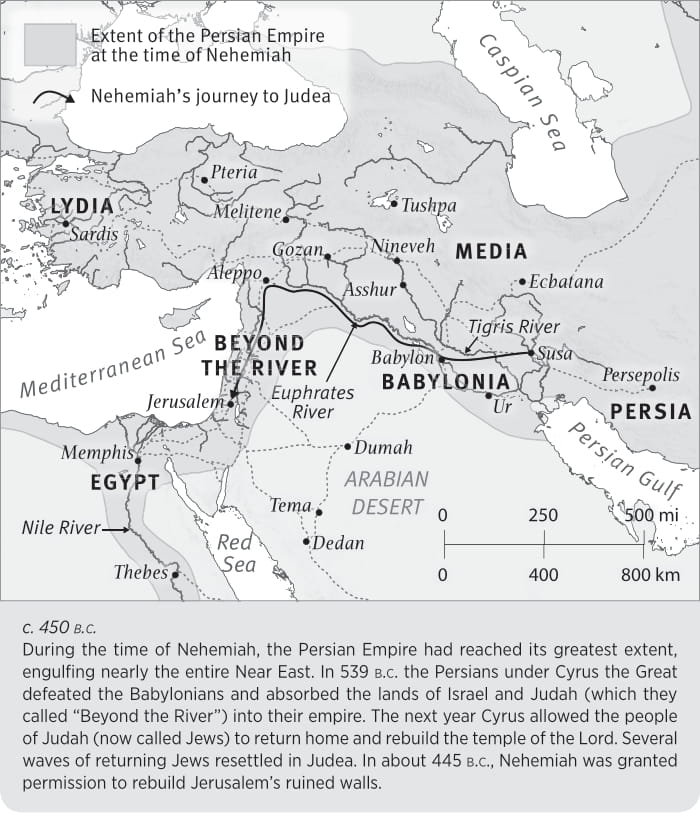 Extent of the Persian Empire
at the time of Nehemiah
Nehemiah’s journey to Judea
Caspian Sea
Pteria
LYDIA
Melitene
Tushpa
Sardis
Gozan
Nineveh
MEDIA
Aleppo
Asshur
Ecbatana
Mediterranean Sea
BEYOND
THE RIVER
Tigris River
Babylon
Susa
Jerusalem
Euphrates
River
BABYLONIA
Persepolis
Ur
PERSIA
Memphis
Dumah
Persian Gulf
EGYPT
ARABIAN
DESERT
Tema
Nile River
Red
Sea
Dedan
Thebes
0 250 500 mi
0 400 800 km
c. 450 B.C.
During the time of Nehemiah, the Persian Empire had reached its greatest extent,
engulfing nearly the entire Near East. In 539 B.C. the Persians under Cyrus the Great
defeated the Babylonians and absorbed the lands of Israel and Judah (which they
called “Beyond the River”) into their empire. The next year Cyrus allowed the people
of Judah (now called Jews) to return home and rebuild the temple of the Lord. Several
waves of returning Jews resettled in Judea. In about 445 B.C., Nehemiah was granted
permission to rebuild Jerusalem’s ruined walls.